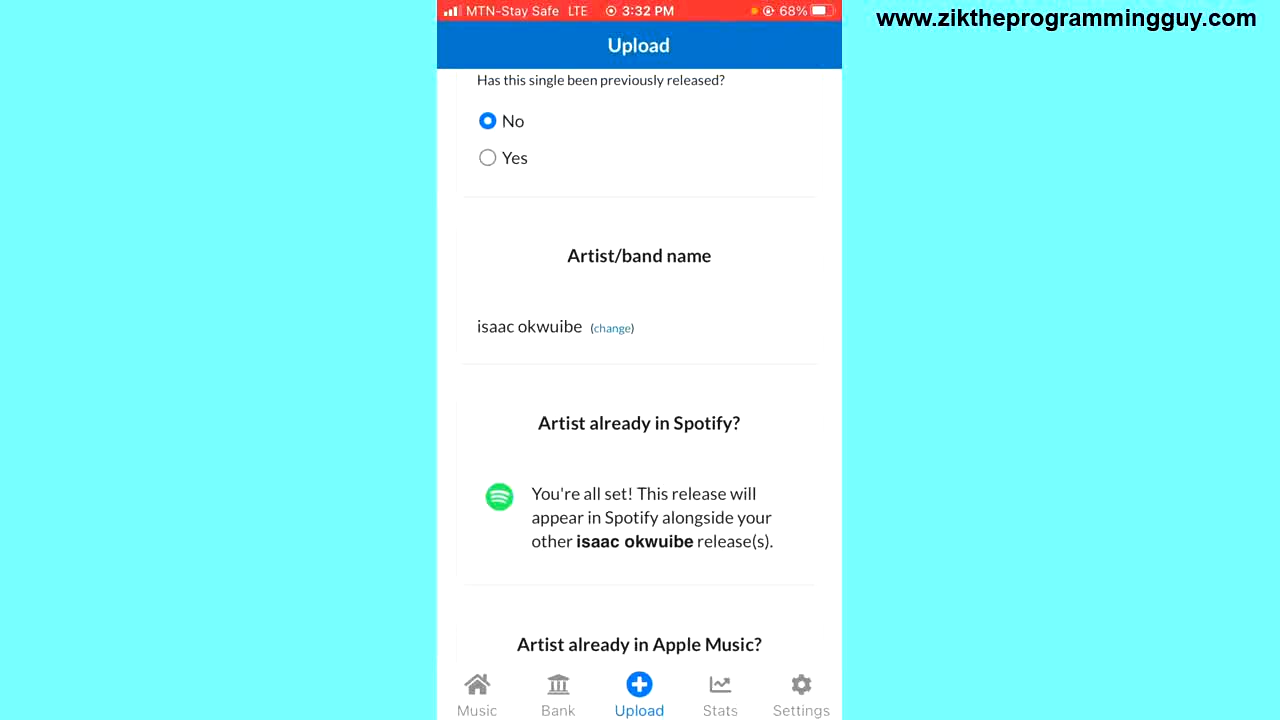 MTN-Stay Safe LTE 3:32 PM 68%
www.ziktheprogrammingguy.com
Upload
Has this single been previously released?
No
Yes
Artist/band name
isaac okwuibe (change)
Artist already in Spotify?
You're all set! This release will
appear in Spotify alongside your
other isaac okwuibe release(s).
Artist already in Apple Music?
Music Bank Upload Stats Settings